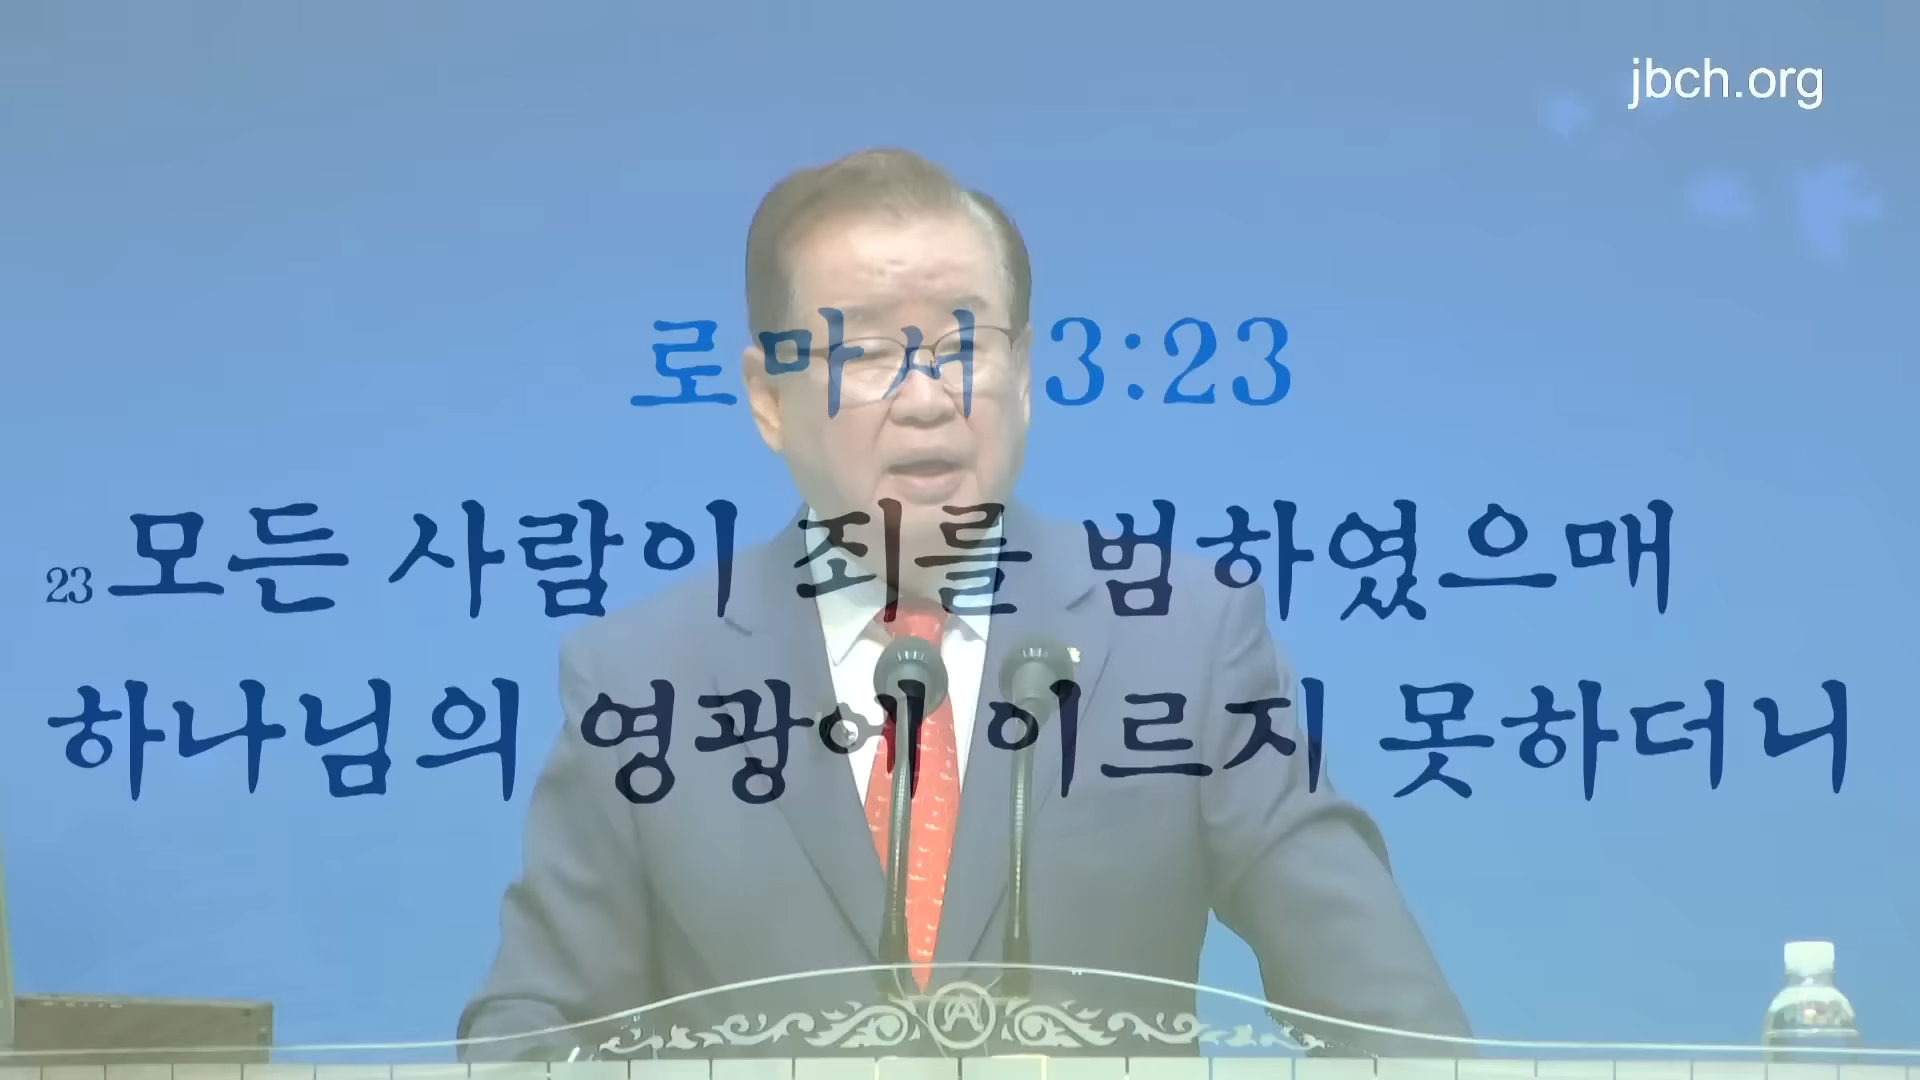 jbch.org
로마서 3:23
23 모든 사람이 죄를 범하였으매
하나님의 영광에 이르지 못하더니